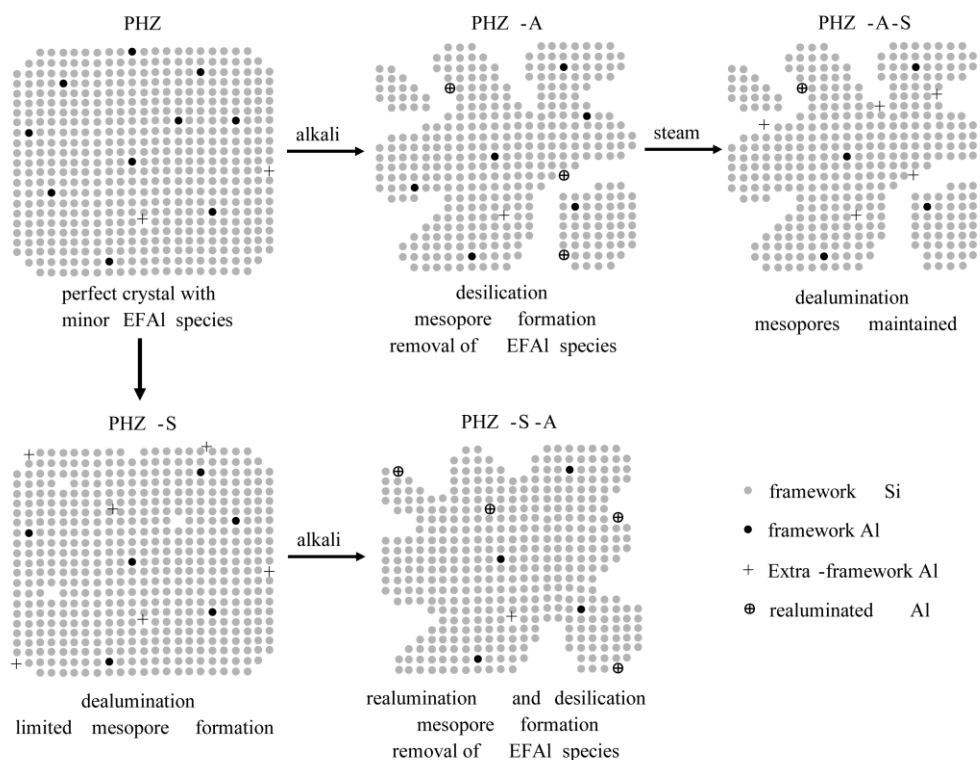 PHZ
PHZ -A
PHZ -A-S
alkali
steam
perfect crystal with
minor EFAl species
desilication
mesopore formation
removal of EFAl species
dealumination
mesopores maintained
PHZ -S
PHZ -S-A
alkali
framework Si
framework Al
Extra -framework Al
realuminated Al
dealumination
limited mesopore formation
realumination and desilication
mesopore formation
removal of EFAl species